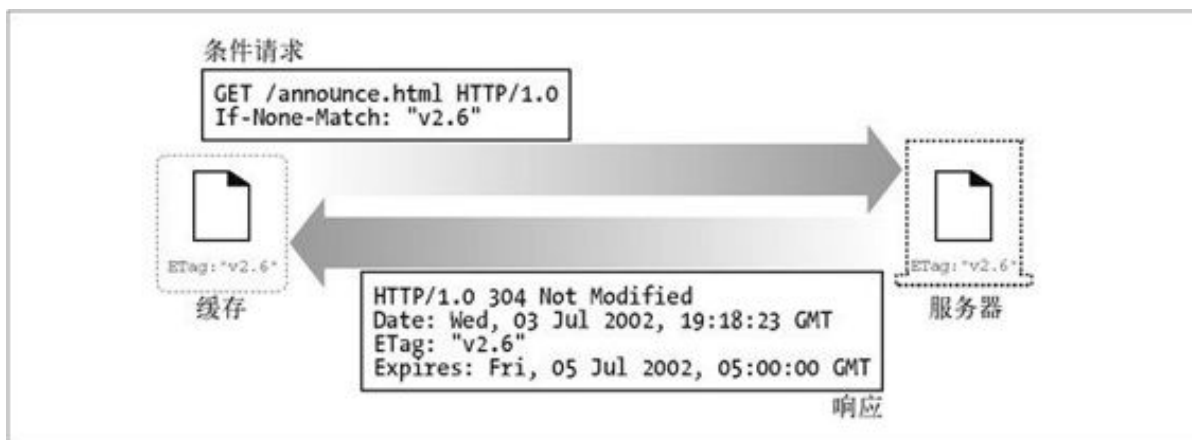 条件请求
GET /announce.html HTTP/1.0
If-None-Match: "v2.6"
ETag:"v2.6"
缓存
ETag:"v2.6"
服务器
HTTP/1.0 304 Not Modified
Date: Wed, 03 Jul 2002, 19:18:23 GMT
ETag: "v2.6"
Expires: Fri, 05 Jul 2002, 05:00:00 GMT
响应